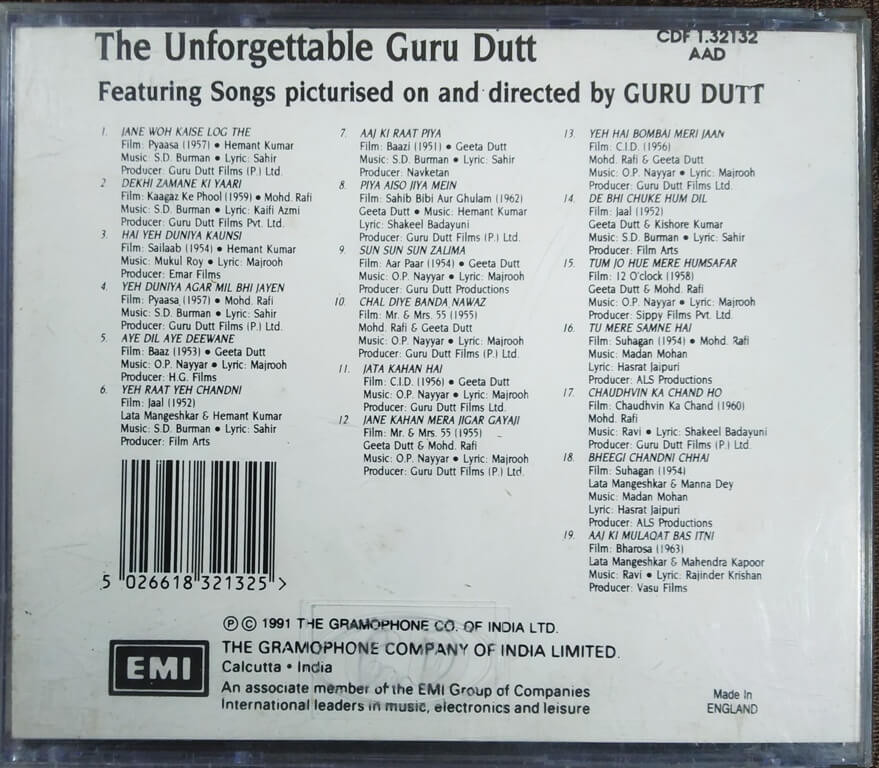 The Unforgettable Guru Dutt
CDF 1.32132
AAD
Featuring Songs picturised on and directed by GURU DUTT
1. JANE WOH KAISE LOG THE
Film: Pyaasa (1957) • Hemant Kumar
Music: S.D. Burman • Lyric: Sahir
Producer: Guru Dutt Films (P.) Ltd.
2. DEKHI ZAMANE KI YAARI
Film: Kaagaz Ke Phool (1959) • Mohd. Rafi
Music: S.D. Burman • Lyric: Kaifi Azmi
Producer: Guru Dutt Films Pvt. Ltd.
3. HAI YEH DUNIYA KAUNSI
Film: Sailaab (1954) • Hemant Kumar
Music: Mukul Roy • Lyric: Majrooh
Producer: Emar Films
4. YEH DUNIYA AGAR MIL BHI JAYEN
Film: Pyaasa (1957) • Mohd. Rafi
Music: S.D. Burman • Lyric: Sahir
Producer: Guru Dutt Films (P.) Ltd.
5. AYE DIL AYE DEEWANE
Film: Baaz (1953) • Geeta Dutt
Music: O.P. Nayyar • Lyric: Majrooh
Producer: H.G. Films
6. YEH RAAT YEH CHANDNI
Film: Jaal (1952)
Lata Mangeshkar & Hemant Kumar
Music: S.D. Burman • Lyric: Sahir
Producer: Film Arts
7. AAJ KI RAAT PIYA
Film: Baazi (1951) • Geeta Dutt
Music: S.D. Burman • Lyric: Sahir
Producer: Navketan
8. PIYA AISO JIYA MEIN
Film: Sahib Bibi Aur Ghulam (1962)
Geeta Dutt • Music: Hemant Kumar
Lyric: Shakeel Badayuni
Producer: Guru Dutt Films (P.) Ltd.
9. SUN SUN SUN ZALIMA
Film: Aar Paar (1954) • Geeta Dutt
Music: O.P. Nayyar • Lyric: Majrooh
Producer: Guru Dutt Productions
10. CHAL DIYE BANDA NAWAZ
Film: Mr. & Mrs. 55 (1955)
Mohd. Rafi & Geeta Dutt
Music: O.P. Nayyar • Lyric: Majrooh
Producer: Guru Dutt Films (P.) Ltd.
11. JATA KAHAN HAI
Film: C.I.D. (1956) • Geeta Dutt
Music: O.P. Nayyar • Lyric: Majrooh
Producer: Guru Dutt Films Ltd.
12 JANE KAHAN MERA JIGAR GAYAJI
Film: Mr. & Mrs. 55 (1955)
Geeta Dutt & Mohd. Rafi
Music: O.P. Nayyar • Lyric: Majrooh
Producer: Guru Dutt Films (P.) Ltd.
13. YEH HAI BOMBAI MERI JAAN
Film: C.I.D. (1956)
Mohd. Rafi & Geeta Dutt
Music: O.P. Nayyar • Lyric: Majrooh
Producer: Guru Dutt Films Ltd.
14. DE BHI CHUKE HUM DIL
Film: Jaal (1952)
Geeta Dutt & Kishore Kumar
Music: S.D. Burman • Lyric: Sahir
Producer: Film Arts
15. TUM JO HUE MERE HUMSAFAR
Film: 12 O'clock (1958)
Geeta Dutt & Mohd. Rafi
Music: O.P. Nayyar • Lyric: Majrooh
Producer: Sippy Films Pvt. Ltd.
16. TU MERE SAMNE HAI
Film: Suhagan (1954) • Mohd. Rafi
Music: Madan Mohan
Lyric: Hasrat Jaipuri
Producer: ALS Productions
17. CHAUDHVIN KA CHAND HO
Film: Chaudhvin Ka Chand (1960)
Mohd. Rafi
Music: Ravi • Lyric: Shakeel Badayuni
Producer: Guru Dutt Films (P.) Ltd.
18. BHEEGI CHANDNI CHHAI
Film: Suhagan (1954)
Lata Mangeshkar & Manna Dey
Music: Madan Mohan
Lyric: Hasrat Jaipuri
Producer: ALS Productions
19. AAJ KI MULAQAT BAS ITNI
Film: Bharosa (1963)
Lata Mangeshkar & Mahendra Kapoor
Music: Ravi • Lyric: Rajinder Krishan
Producer: Vasu Films
5 026618 321325 >
℗ © 1991 THE GRAMOPHONE CO. OF INDIA LTD.
EMI
THE GRAMOPHONE COMPANY OF INDIA LIMITED.
Calcutta • India
An associate member of the EMI Group of Companies
International leaders in music, electronics and leisure
Made In
ENGLAND